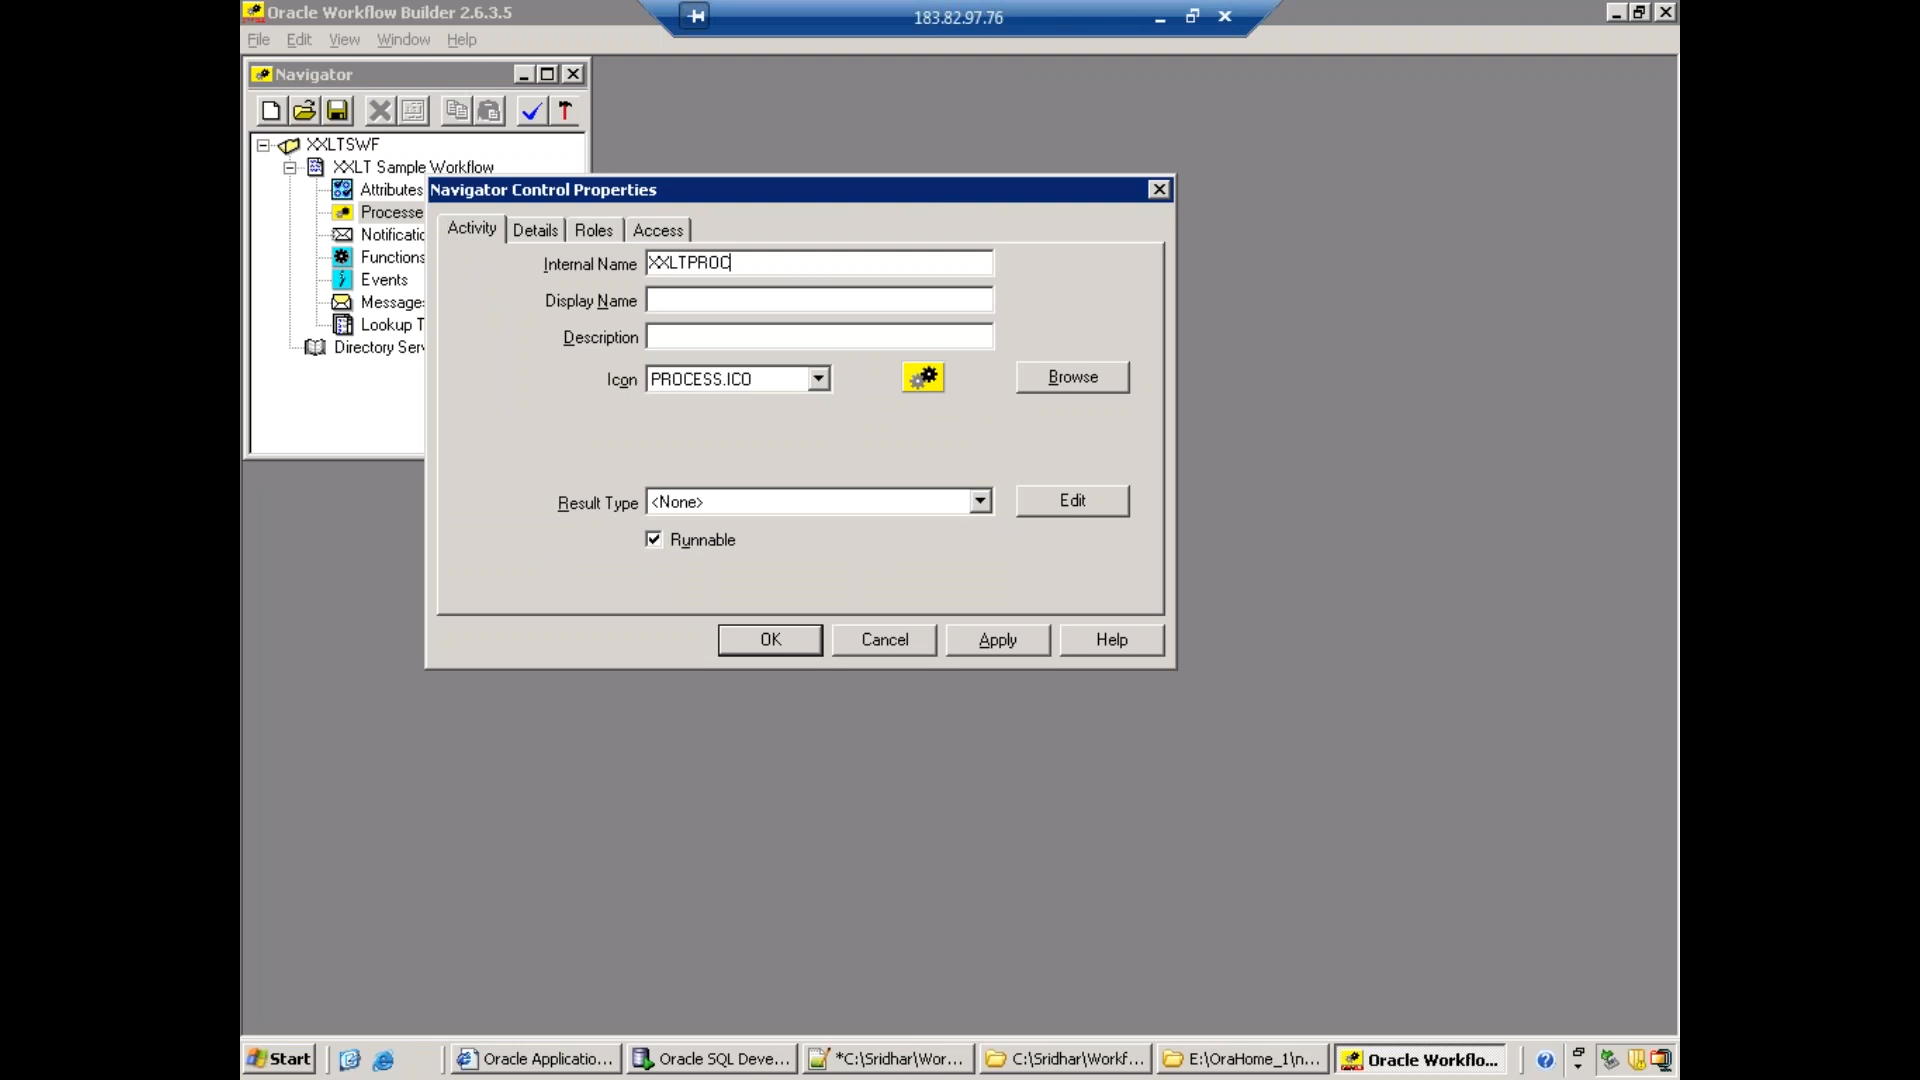 Oracle Workflow Builder 2.6.3.5
183.82.97.76
File Edit View Window Help
Navigator
XXLTSWF
XXLT Sample Workflow
Attributes
Processe
Notificatic
Functions
Events
Message
Lookup T
Directory Ser
Navigator Control Properties
Activity Details Roles Access
Internal Name XXLTPROC
Display Name
Description
Icon PROCESS.ICO Browse
Result Type <None> Edit
Runnable
OK Cancel Apply Help
Start Oracle Applicatio... Oracle SQL Deve... *C:\Sridhar\Wor... C:\Sridhar\Workf... E:\OraHome_1\n... Oracle Workflo...